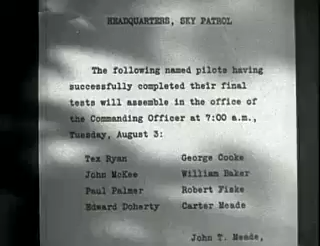 HEADQUARTERS, SKY PATROL
The following named pilots having
successfully completed their final
tests will assemble in the office of
the Commanding Officer at 7:00 a.m.,
Tuesday, August 3:
Tex Ryan George Cooke
John McKee William Baker
Paul Palmer Robert Fiske
Edward Doherty Carter Meade
John T. Meade,